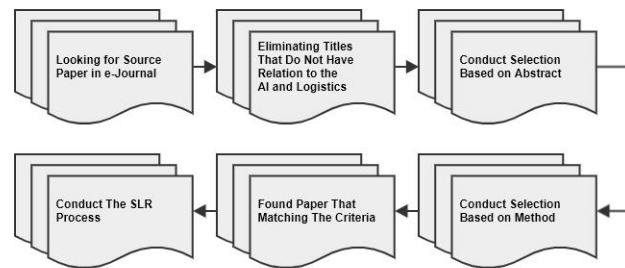 Looking for Source
Paper in e-Journal
Eliminating Titles
That Do Not Have
Relation to the
AI and Logistics
Conduct Selection
Based on Abstract
Conduct The SLR
Process
Found Paper That
Matching The Criteria
Conduct Selection
Based on Method